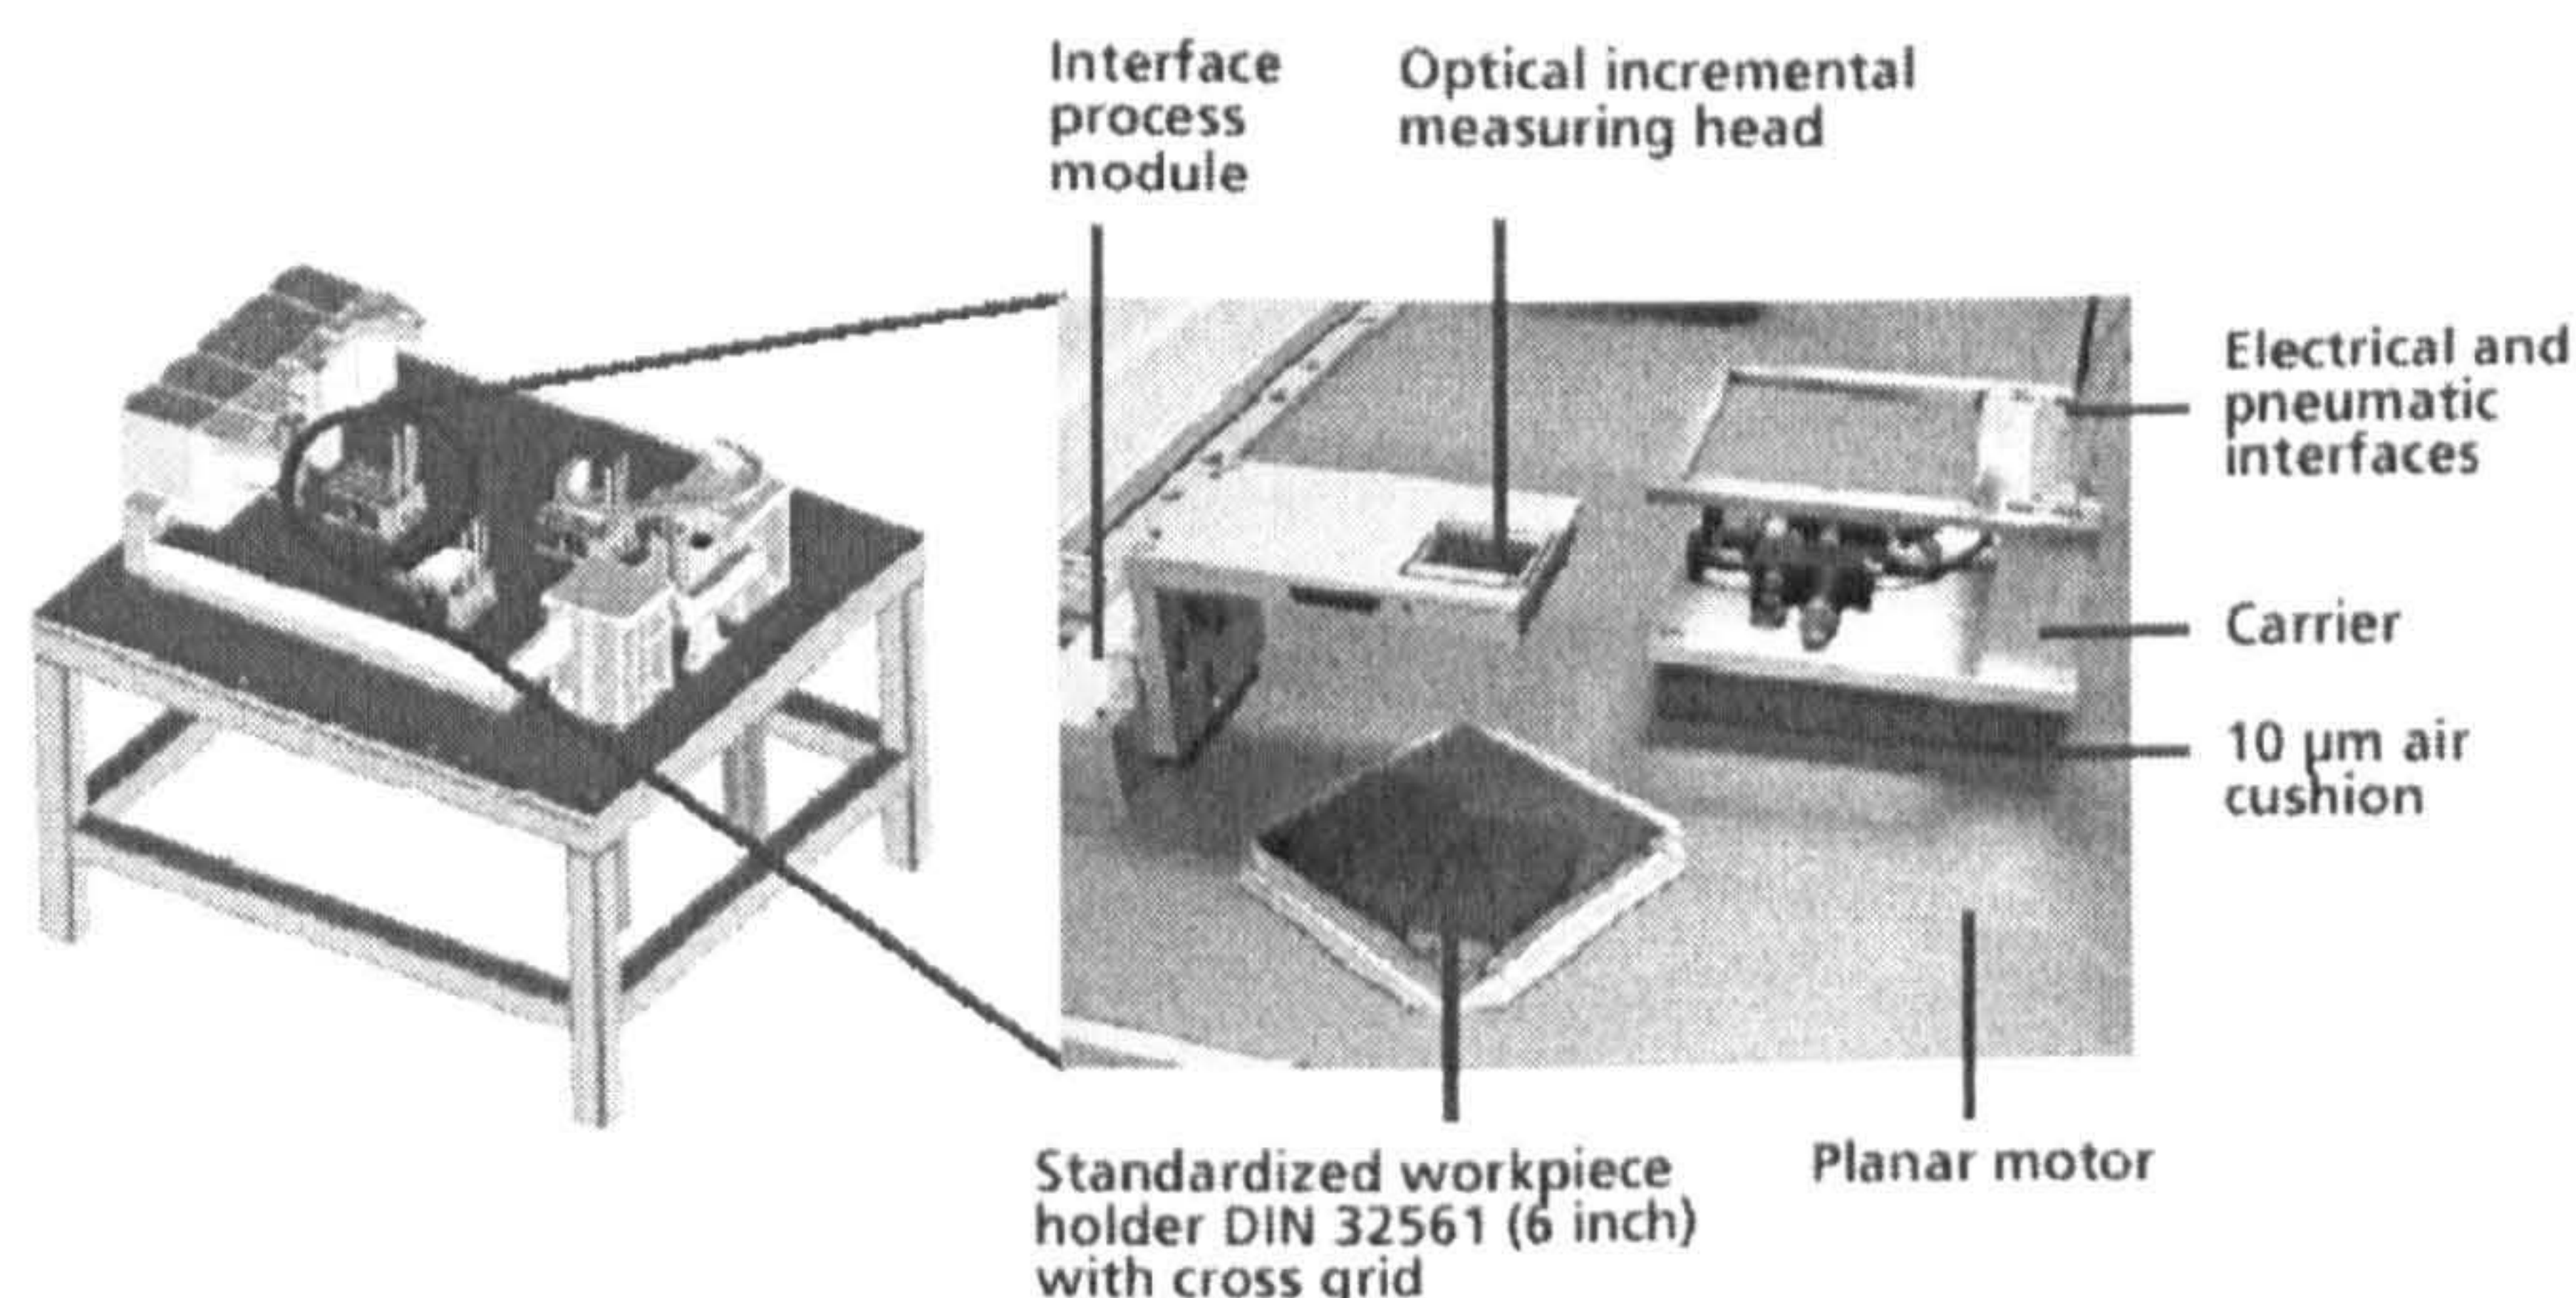 Interface
process
module
Optical incremental
measuring head
Electrical and
pneumatic
interfaces
Carrier
10 μm air
cushion
Standardized workpiece
holder DIN 32561 (6 inch)
with cross grid
Planar motor